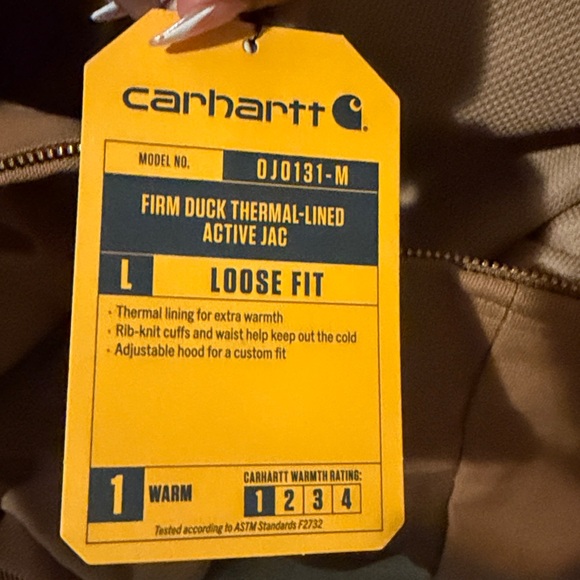 carhartt
MODEL NO. 0J0131-M
FIRM DUCK THERMAL-LINED
ACTIVE JAC
L LOOSE FIT
· Thermal lining for extra warmth
· Rib-knit cuffs and waist help keep out the cold
· Adjustable hood for a custom fit
CARHARTT WARMTH RATING:
1 WARM 1 2 3 4
Tested according to ASTM Standards F2732